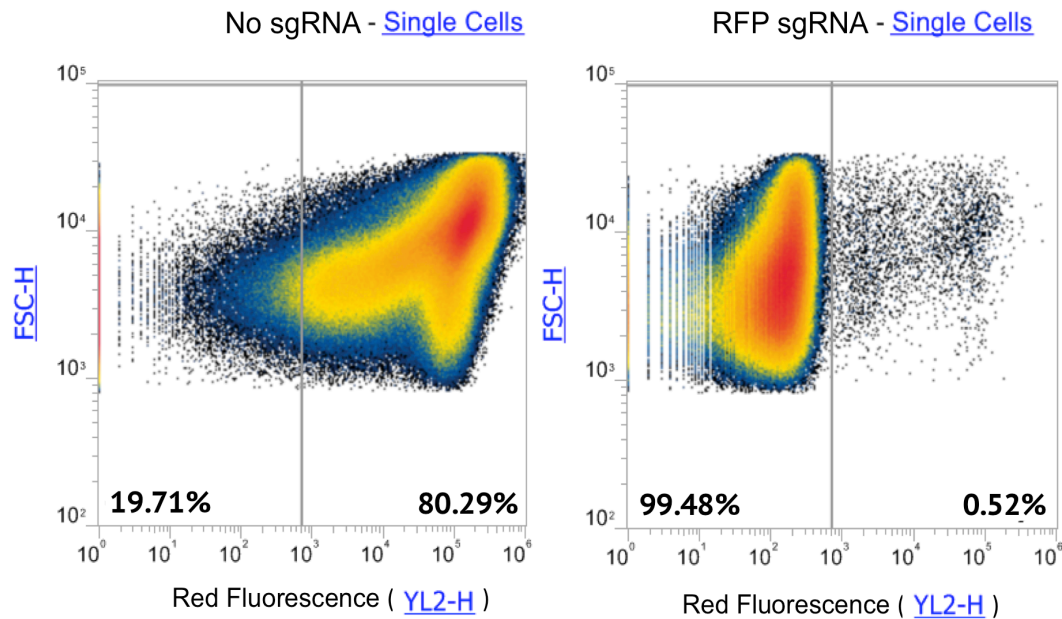 No sgRNA - Single Cells
10⁵
10⁴
10³
10²
FSC-H
19.71%
80.29%
10⁰ 10¹ 10² 10³ 10⁴ 10⁵ 10⁶
Red Fluorescence ( YL2-H )
RFP sgRNA - Single Cells
10⁵
10⁴
10³
10²
FSC-H
99.48%
0.52%
10⁰ 10¹ 10² 10³ 10⁴ 10⁵ 10⁶
Red Fluorescence ( YL2-H )